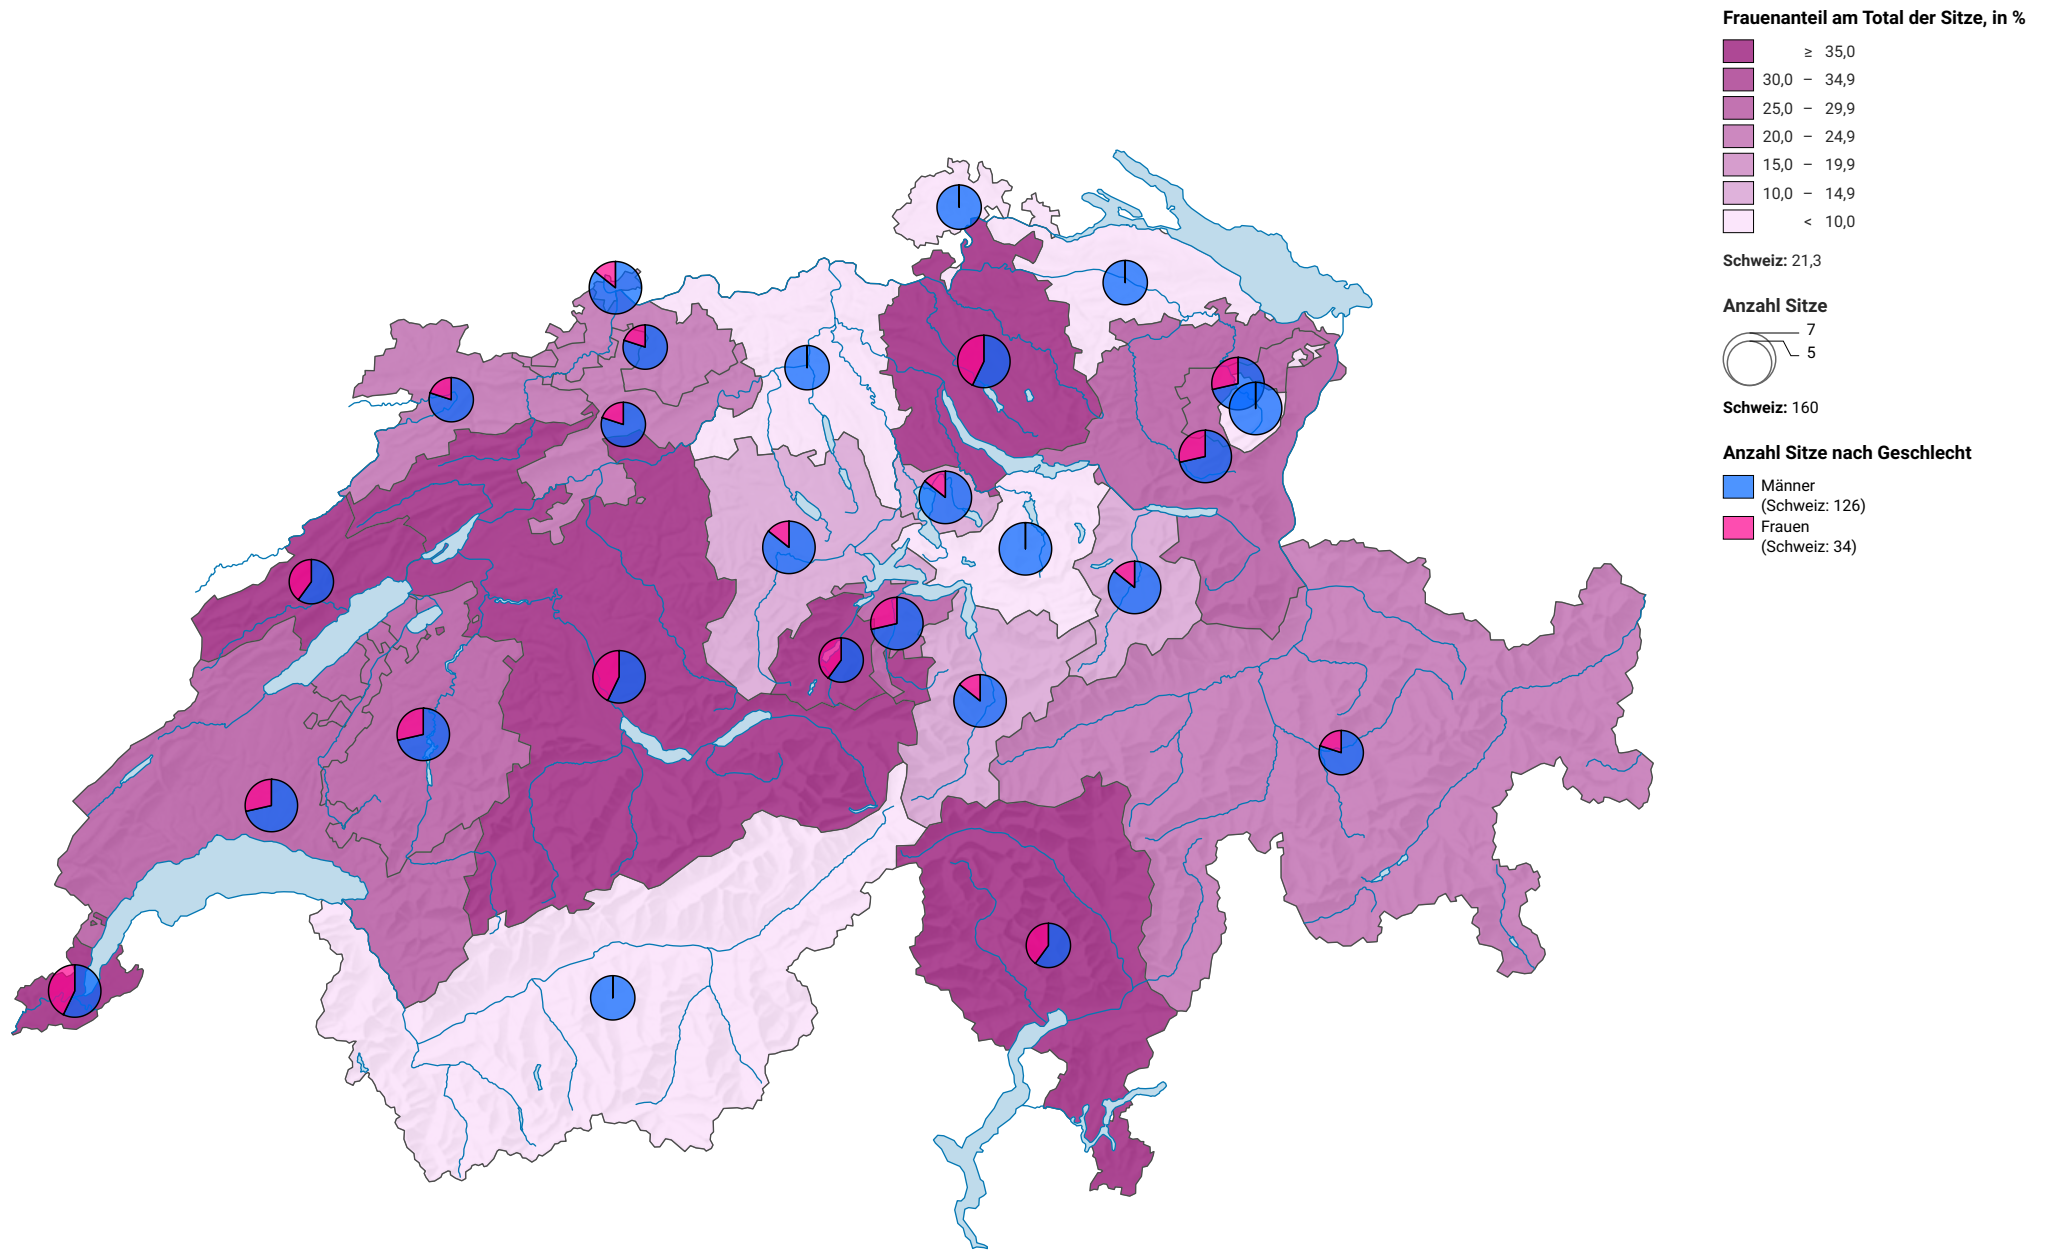 Frauenanteil am Total der Sitze, in %
≥ 35,0
30,0 – 34,9
25,0 – 29,9
20,0 – 24,9
15,0 – 19,9
10,0 – 14,9
< 10,0
Schweiz: 21,3
Anzahl Sitze
7
5
Schweiz: 160
Anzahl Sitze nach Geschlecht
Männer
(Schweiz: 126)
Frauen
(Schweiz: 34)